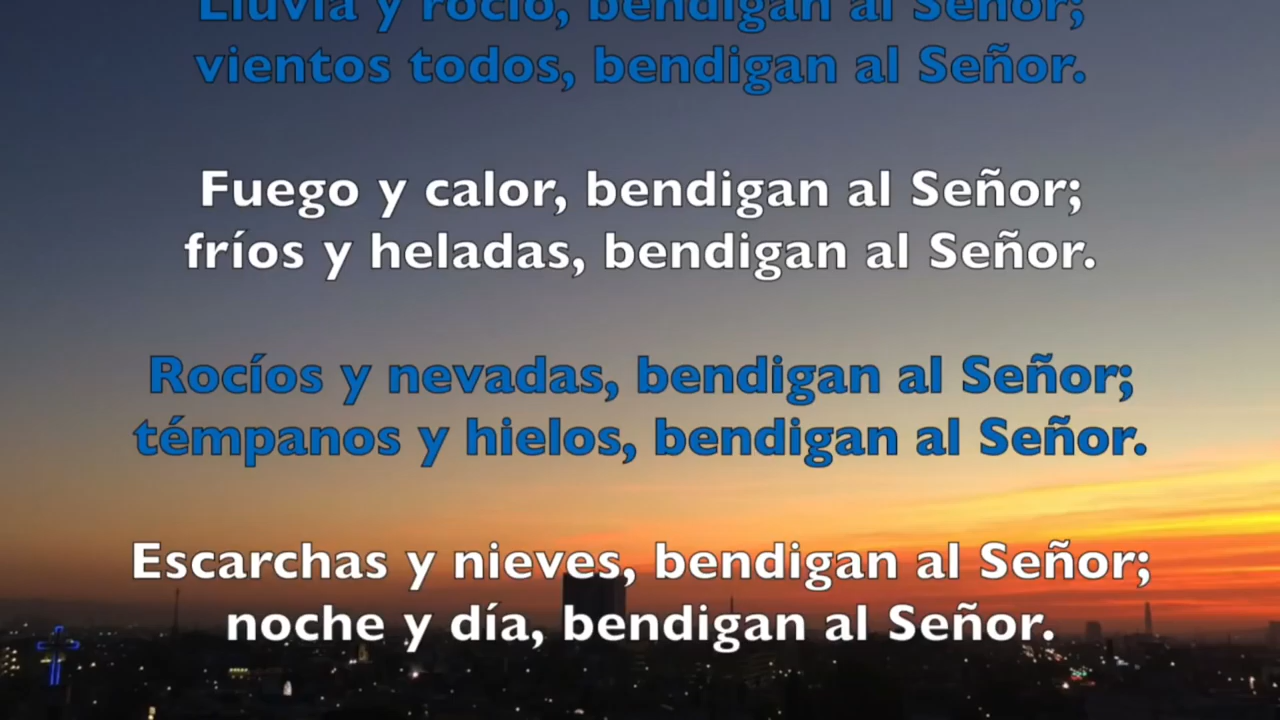 Lluvia y rocío, bendigan al Señor;
vientos todos, bendigan al Señor.
Fuego y calor, bendigan al Señor;
fríos y heladas, bendigan al Señor.
Rocíos y nevadas, bendigan al Señor;
témpanos y hielos, bendigan al Señor.
Escarchas y nieves, bendigan al Señor;
noche y día, bendigan al Señor.